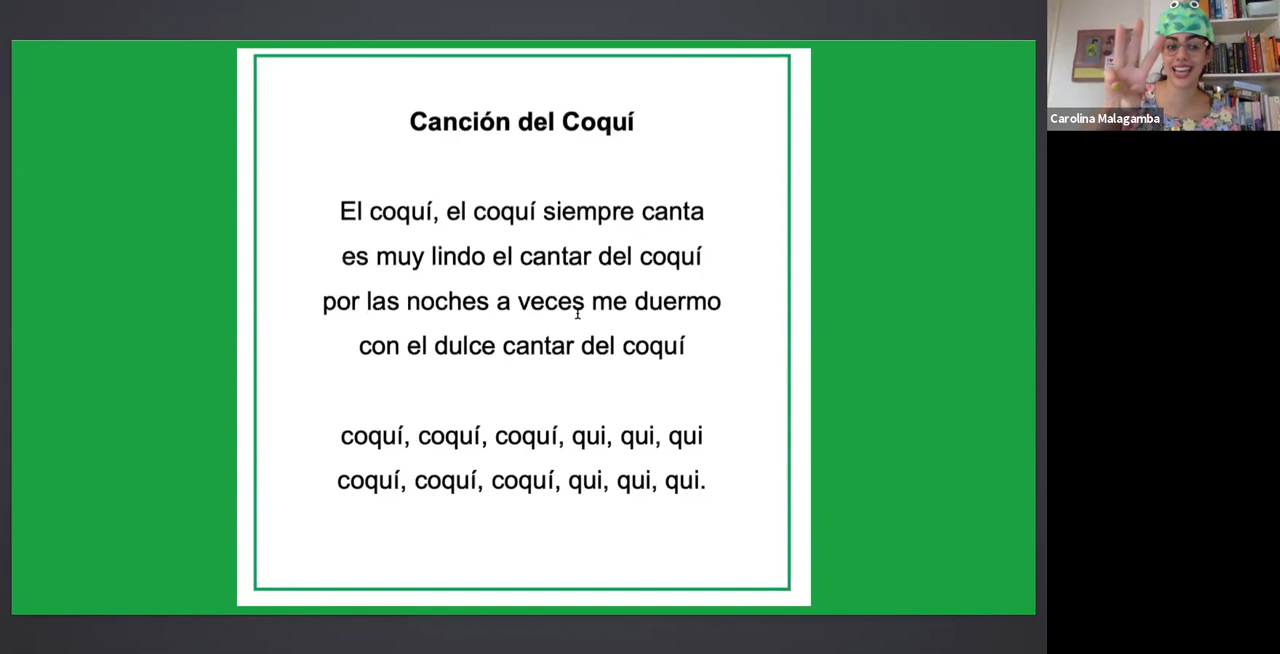 Canción del Coquí
El coquí, el coquí siempre canta
es muy lindo el cantar del coquí
por las noches a veces me duermo
con el dulce cantar del coquí
coquí, coquí, coquí, qui, qui, qui
coquí, coquí, coquí, qui, qui, qui.
Carolina Malagamba